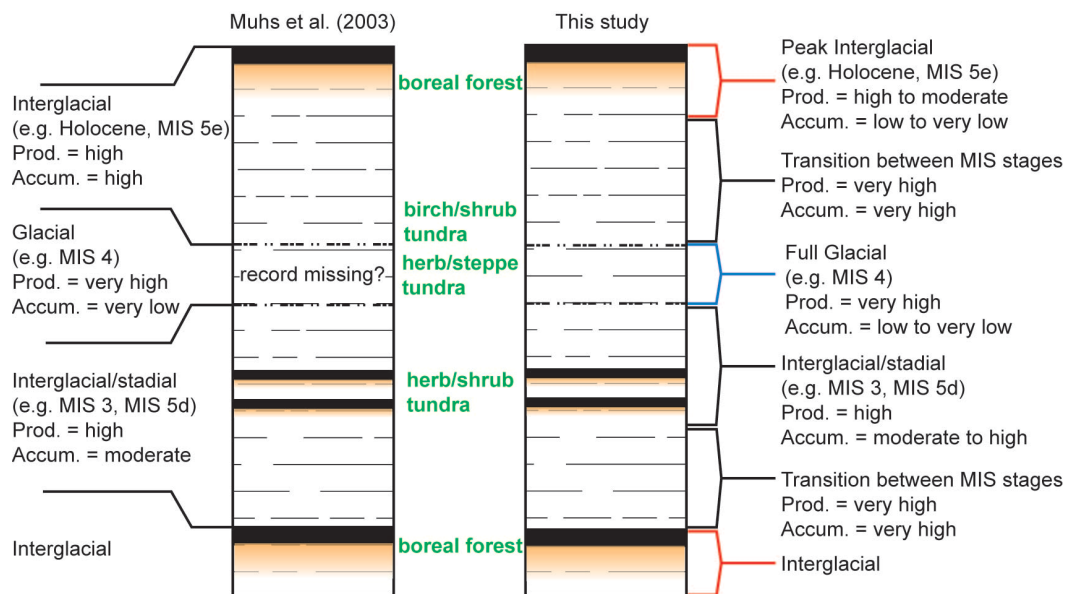 Muhs et al. (2003)
This study
Interglacial
(e.g. Holocene, MIS 5e)
Prod. = high
Accum. = high
Glacial
(e.g. MIS 4)
Prod. = very high
Accum. = very low
Interglacial/stadial
(e.g. MIS 3, MIS 5d)
Prod. = high
Accum. = moderate
Interglacial
record missing?
boreal forest
birch/shrub
tundra
herb/steppe
tundra
herb/shrub
tundra
boreal forest
Peak Interglacial
(e.g. Holocene, MIS 5e)
Prod. = high to moderate
Accum. = low to very low
Transition between MIS stages
Prod. = very high
Accum. = very high
Full Glacial
(e.g. MIS 4)
Prod. = very high
Accum. = low to very low
Interglacial/stadial
(e.g. MIS 3, MIS 5d)
Prod. = high
Accum. = moderate to high
Transition between MIS stages
Prod. = very high
Accum. = very high
Interglacial